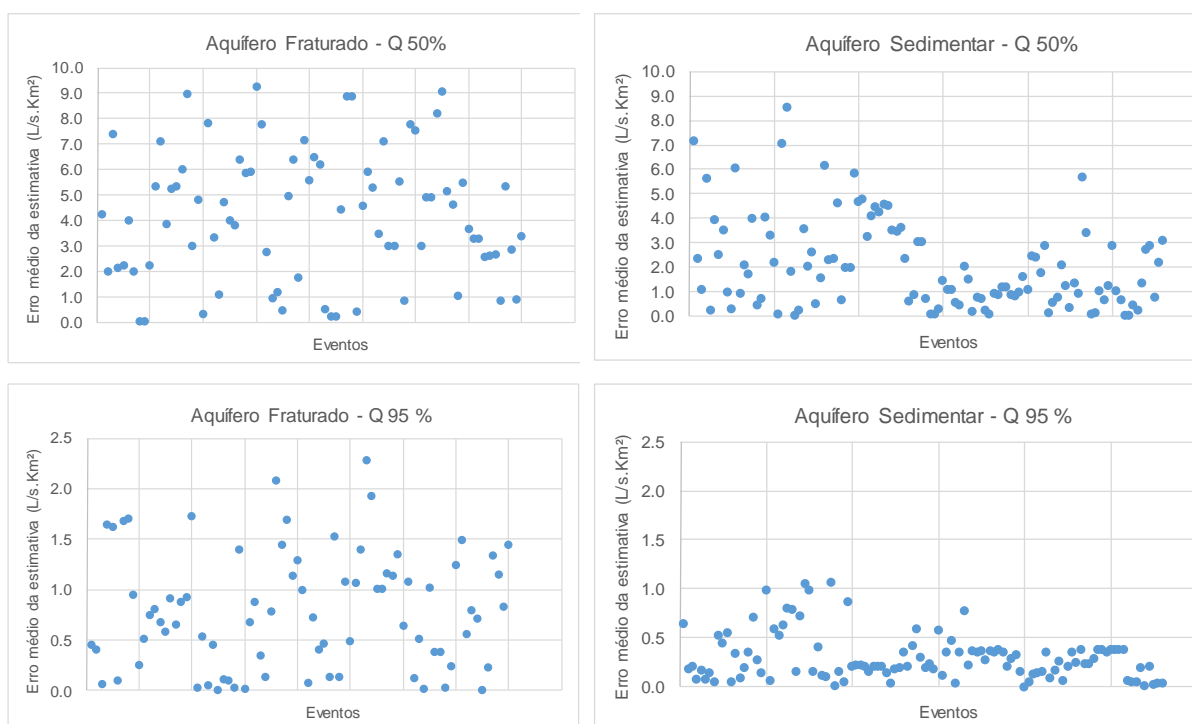 Aquífero Fraturado - Q 50%
Erro médio da estimativa (L/s.Km²)
10.0
9.0
8.0
7.0
6.0
5.0
4.0
3.0
2.0
1.0
0.0
Eventos
Aquífero Sedimentar - Q 50%
Erro médio da estimativa (L/s.Km²)
10.0
9.0
8.0
7.0
6.0
5.0
4.0
3.0
2.0
1.0
0.0
Eventos
Aquífero Fraturado - Q 95 %
Erro médio da estimativa (L/s.Km²)
2.5
2.0
1.5
1.0
0.5
0.0
Eventos
Aquífero Sedimentar - Q 95 %
Erro médio da estimativa (L/s.Km²)
2.5
2.0
1.5
1.0
0.5
0.0
Eventos